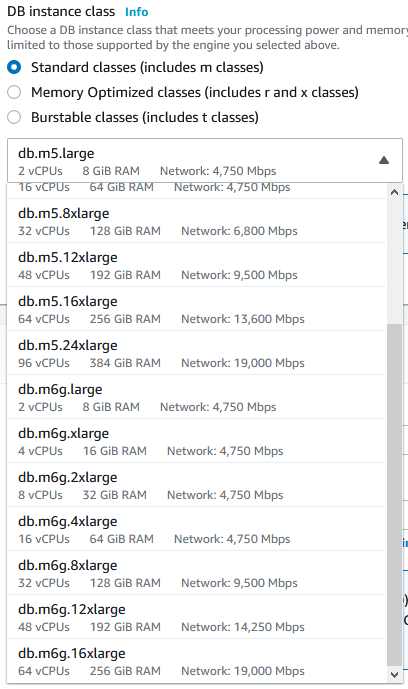 DB instance class Info
Choose a DB instance class that meets your processing power and memory
limited to those supported by the engine you selected above.
Standard classes (includes m classes)
Memory Optimized classes (includes r and x classes)
Burstable classes (includes t classes)
db.m5.large
2 vCPUs 8 GiB RAM Network: 4,750 Mbps
16 vCPUs 64 GiB RAM Network: 4,750 Mbps
db.m5.8xlarge
32 vCPUs 128 GiB RAM Network: 6,800 Mbps
db.m5.12xlarge
48 vCPUs 192 GiB RAM Network: 9,500 Mbps
db.m5.16xlarge
64 vCPUs 256 GiB RAM Network: 13,600 Mbps
db.m5.24xlarge
96 vCPUs 384 GiB RAM Network: 19,000 Mbps
db.m6g.large
2 vCPUs 8 GiB RAM Network: 4,750 Mbps
db.m6g.xlarge
4 vCPUs 16 GiB RAM Network: 4,750 Mbps
db.m6g.2xlarge
8 vCPUs 32 GiB RAM Network: 4,750 Mbps
db.m6g.4xlarge
16 vCPUs 64 GiB RAM Network: 4,750 Mbps
db.m6g.8xlarge
32 vCPUs 128 GiB RAM Network: 9,500 Mbps
db.m6g.12xlarge
48 vCPUs 192 GiB RAM Network: 14,250 Mbps
db.m6g.16xlarge
64 vCPUs 256 GiB RAM Network: 19,000 Mbps